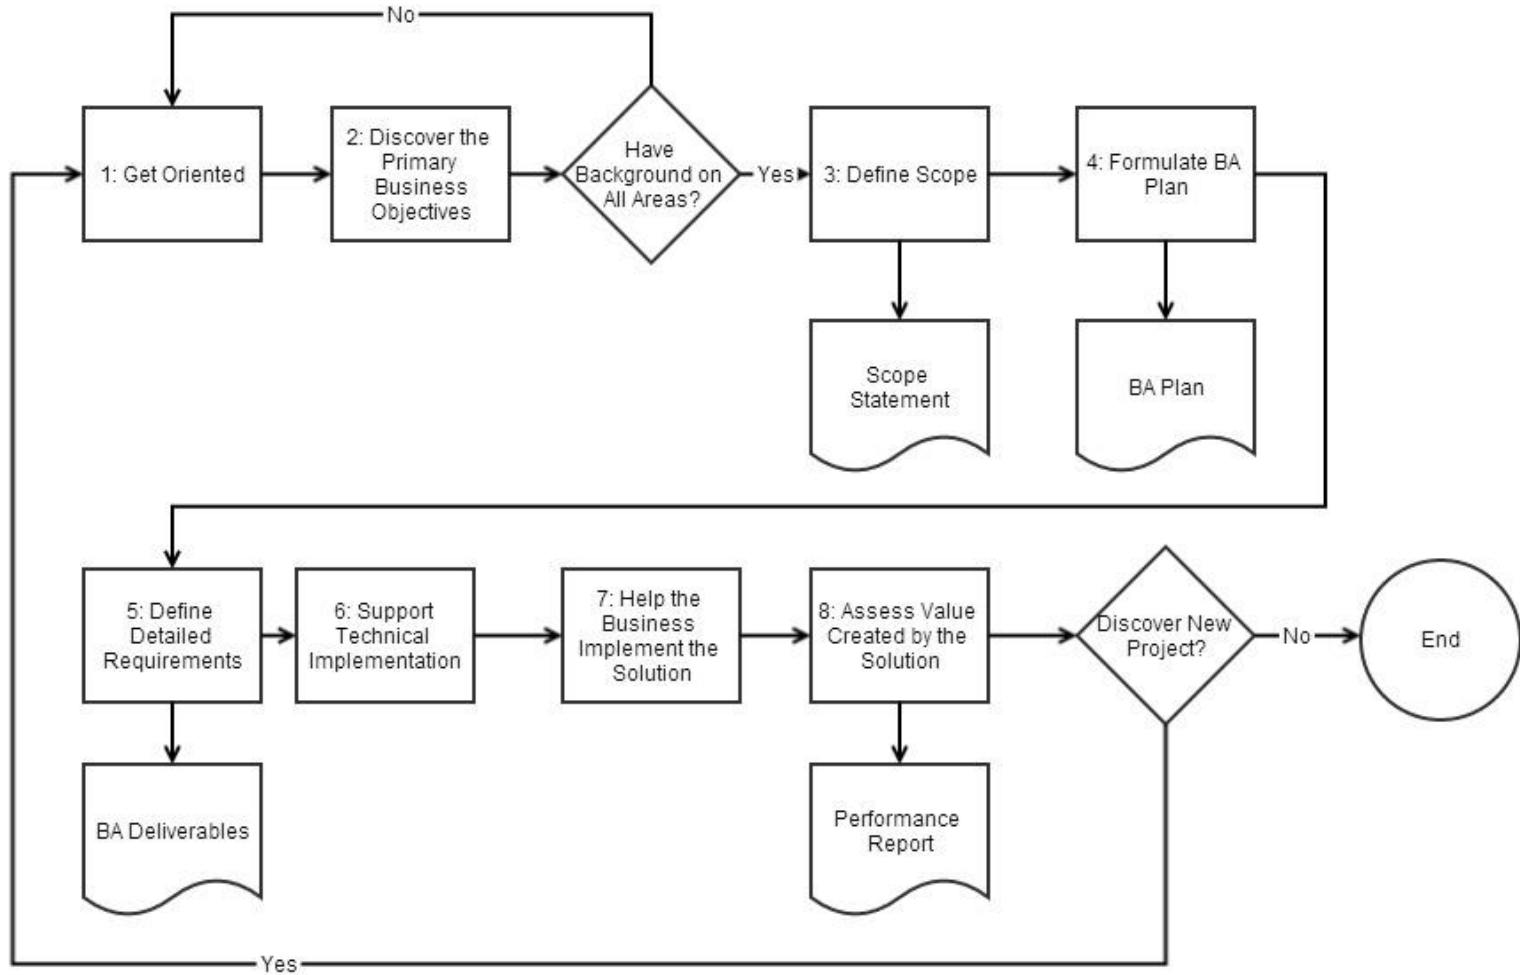 No
1: Get Oriented
2: Discover the
Primary
Business
Objectives
Have
Background on
All Areas?
Yes
3: Define Scope
4: Formulate BA
Plan
Scope
Statement
BA Plan
5: Define
Detailed
Requirements
6: Support
Technical
Implementation
7: Help the
Business
Implement the
Solution
8: Assess Value
Created by the
Solution
Discover New
Project?
No
End
BA Deliverables
Performance
Report
Yes